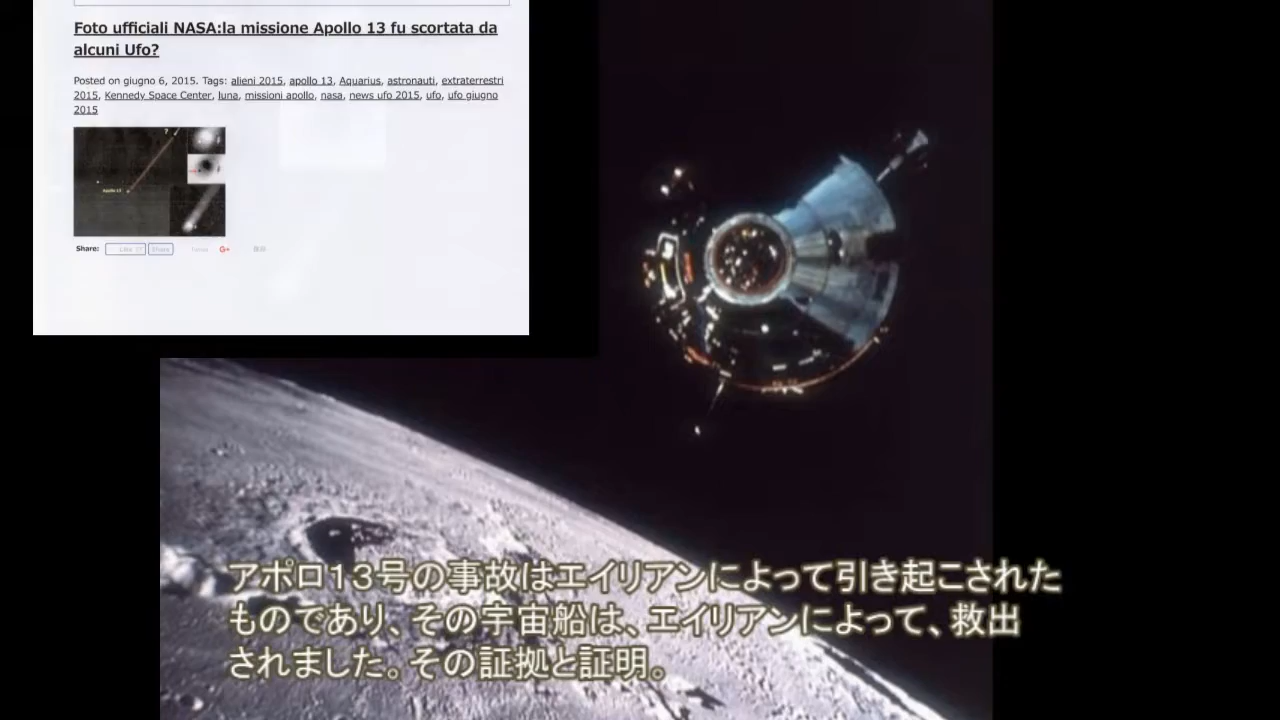 Foto ufficiali NASA:la missione Apollo 13 fu scortata da
alcuni Ufo?
Posted on giugno 6, 2015. Tags: alieni 2015, apollo 13, Aquarius, astronauti, extraterrestri
2015, Kennedy Space Center, luna, missioni apollo, nasa, news ufo 2015, ufo, ufo giugno
2015
?
Apollo 13
Share: Like Share G+
アポロ１３号の事故はエイリアンによって引き起こされた
ものであり、その宇宙船は、エイリアンによって、救出
されました。その証拠と証明。